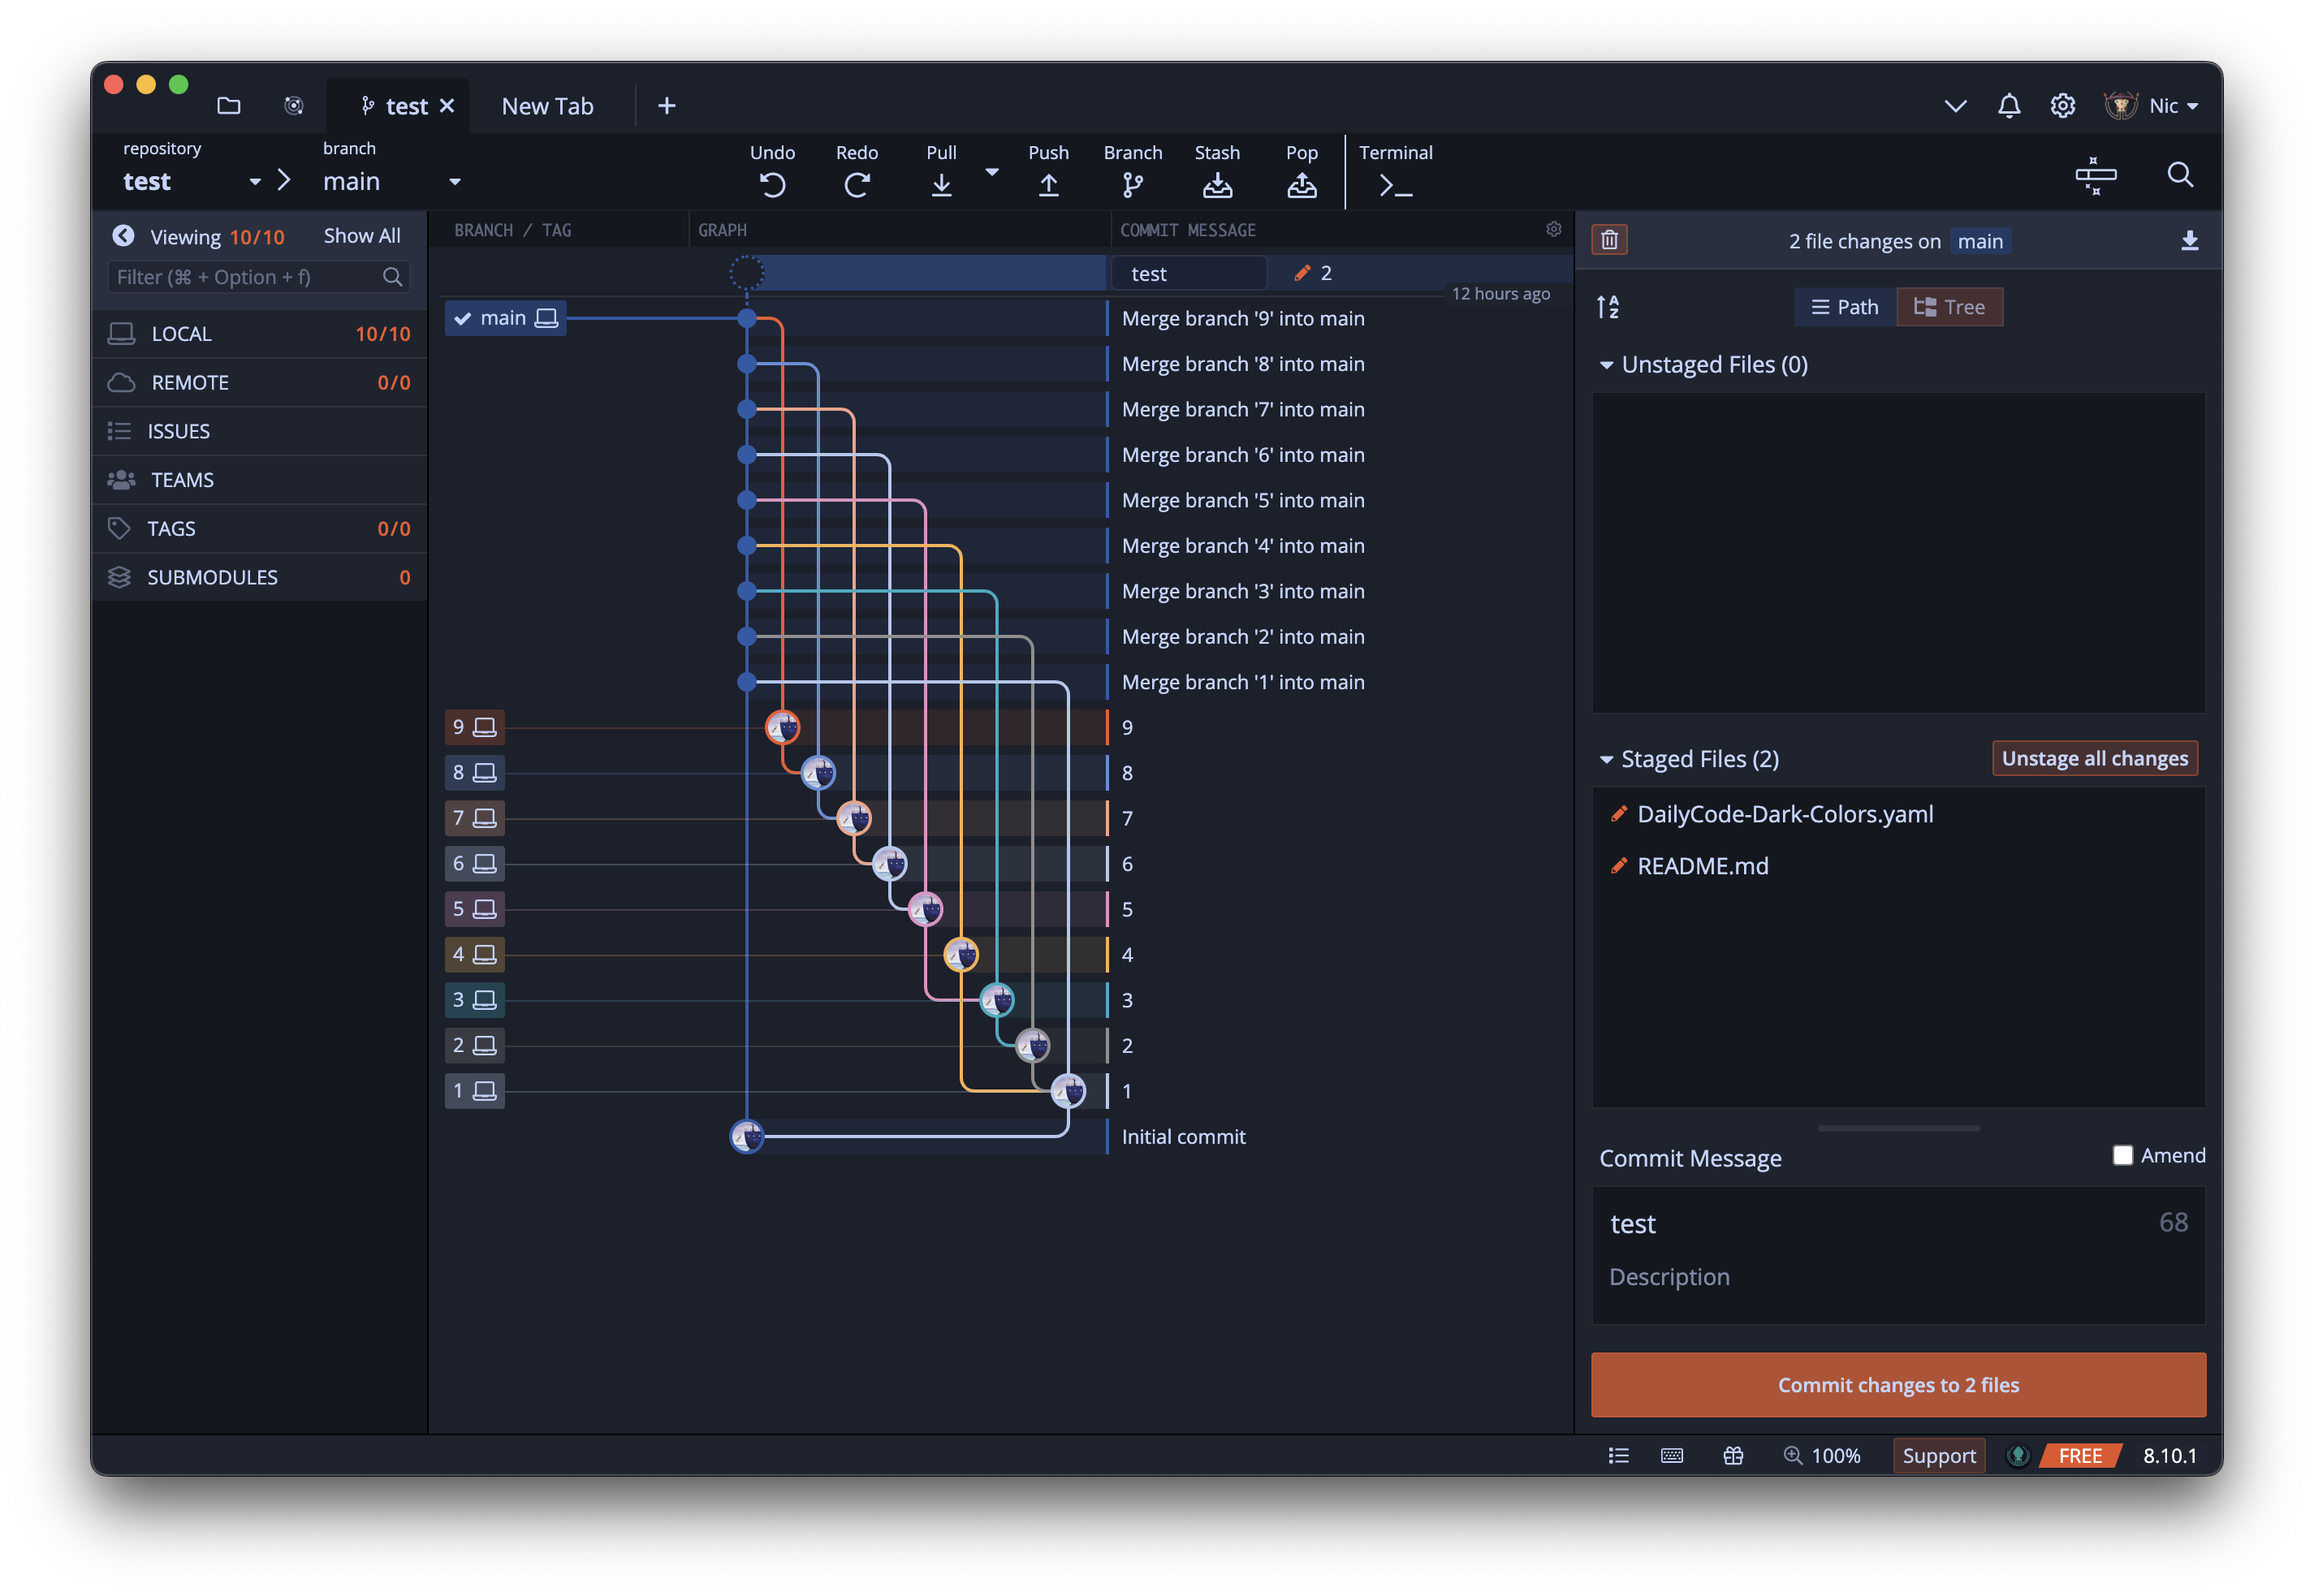 test
New Tab
Nic
repository
test
branch
main
Undo
Redo
Pull
Push
Branch
Stash
Pop
Terminal
Viewing 10/10
Show All
Filter (⌘ + Option + f)
LOCAL 10/10
REMOTE 0/0
ISSUES
TEAMS
TAGS 0/0
SUBMODULES 0
BRANCH / TAG
GRAPH
COMMIT MESSAGE
test
2
12 hours ago
main
Merge branch '9' into main
Merge branch '8' into main
Merge branch '7' into main
Merge branch '6' into main
Merge branch '5' into main
Merge branch '4' into main
Merge branch '3' into main
Merge branch '2' into main
Merge branch '1' into main
9 9
8 8
7 7
6 6
5 5
4 4
3 3
2 2
1 1
Initial commit
2 file changes on main
A
Z
Path
Tree
Unstaged Files (0)
Staged Files (2)
Unstage all changes
DailyCode-Dark-Colors.yaml
README.md
Commit Message
Amend
test
68
Description
Commit changes to 2 files
100%
Support
FREE
8.10.1